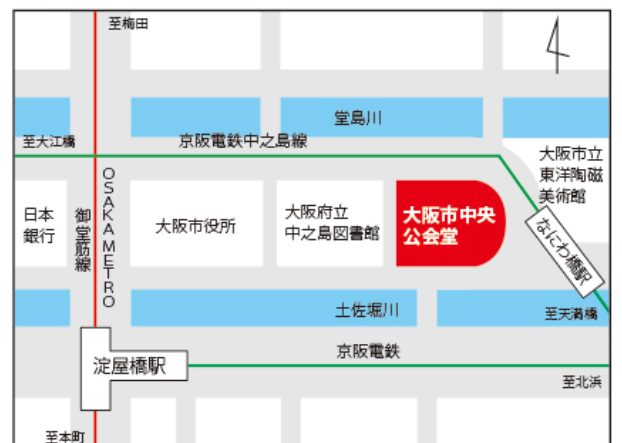 至梅田
堂島川
至大江橋
京阪電鉄中之島線
大阪市立
東洋陶磁
美術館
日本
銀行
御堂筋線
OSAKA METRO
大阪市役所
大阪府立
中之島図書館
大阪市中央
公会堂
なにわ橋駅
土佐堀川
至天満橋
淀屋橋駅
京阪電鉄
至北浜
至本町